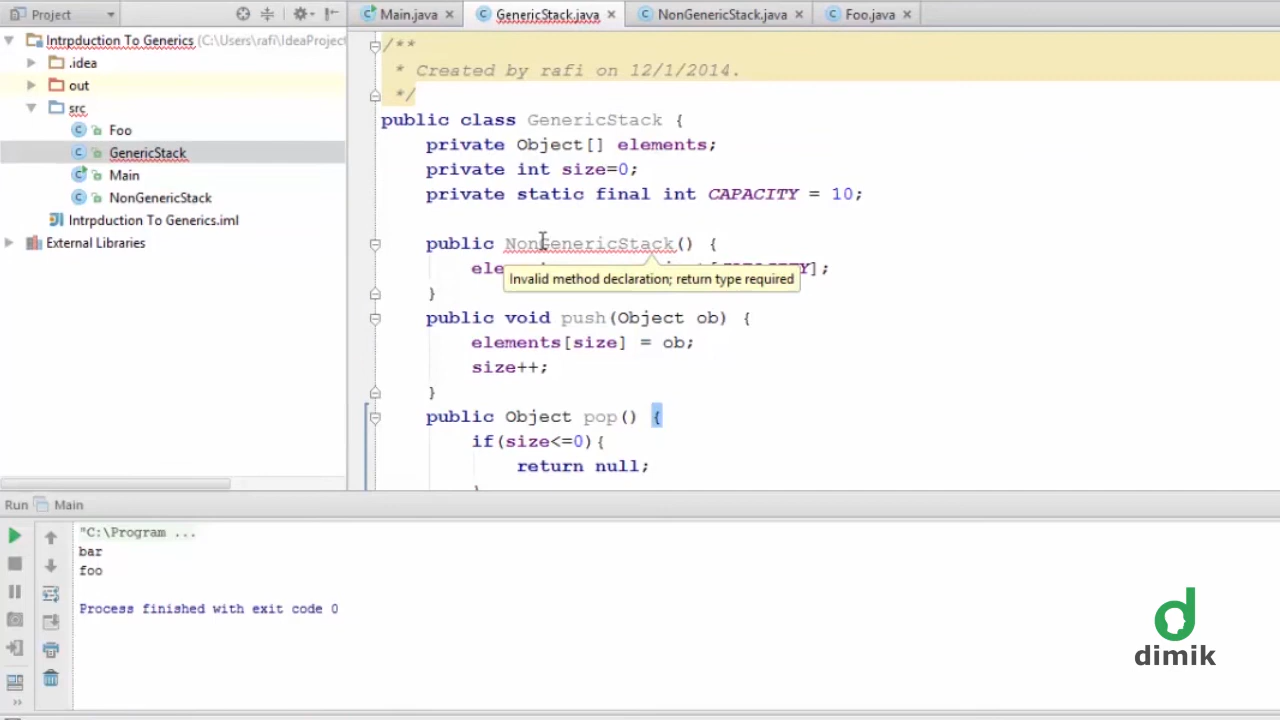 Project
Main.java
GenericStack.java
NonGenericStack.java
Foo.java
Intrpduction To Generics (C:\Users\rafi\IdeaProject
.idea
out
src
Foo
GenericStack
Main
NonGenericStack
Intrpduction To Generics.iml
External Libraries
/**
* Created by rafi on 12/1/2014.
*/
public class GenericStack {
private Object[] elements;
private int size=0;
private static final int CAPACITY = 10;
public NonGenericStack() {
Invalid method declaration; return type required
}
public void push(Object ob) {
elements[size] = ob;
size++;
}
public Object pop() {
if(size<=0){
return null;
Run Main
"C:\Program ...
bar
foo
Process finished with exit code 0
dimik